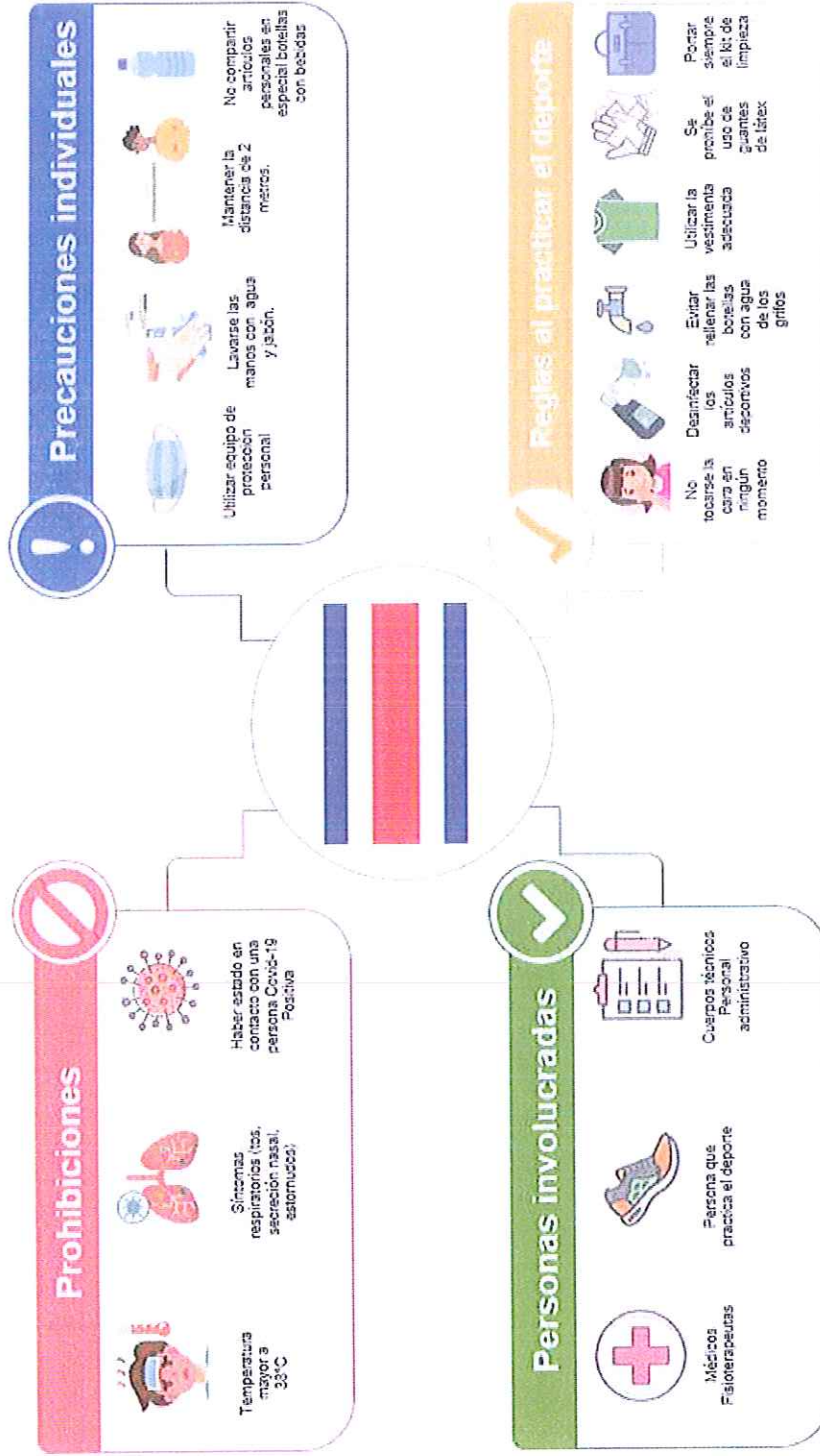 Prohibiciones
Temperatura
mayor a
38°C
Síntomas
respiratorios (tos,
secreción nasal,
estornudos)
Haber estado en
contacto con una
persona Covid-19
Positiva
Precauciones individuales
Utilizar equipo de
protección
personal
Lavarse las
manos con agua
y jabón.
Mantener la
distancia de 2
metros.
No compartir
artículos
personales en
especial botellas
con bebidas
Personas involucradas
Médicos
Fisioterapeutas
Persona que
practica el deporte
Cuerpos técnicos
Personal
administrativo
Reglas al practicar el deporte
No
tocarse la
cara en
ningún
momento
Desinfectar
los
artículos
deportivos
Evitar
rellenar las
botellas
con agua
de los
grifos
Utilizar la
vestimenta
adecuada
Se
prohíbe el
uso de
guantes
de látex
Portar
siempre
el kit de
limpieza